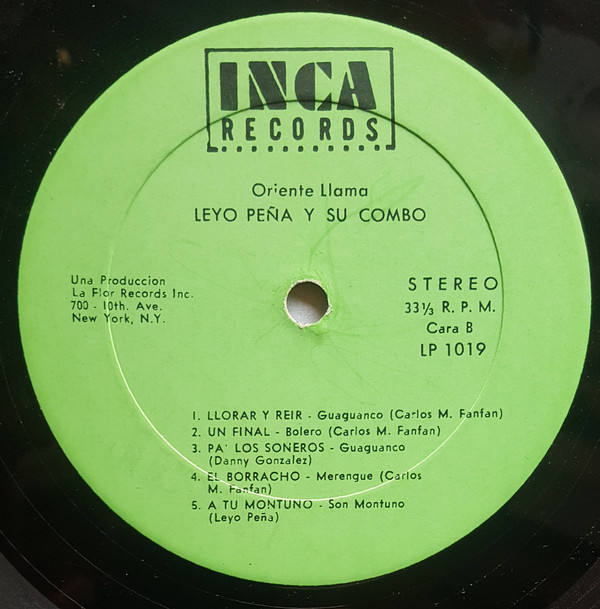 INCA
RECORDS
Oriente Llama
LEYO PEÑA Y SU COMBO
Una Produccion
La Flor Records Inc.
700 - 10th. Ave.
New York, N.Y.
STEREO
33⅓ R. P. M.
Cara B
LP 1019
1. LLORAR Y REIR - Guaguanco (Carlos M. Fanfan)
2. UN FINAL - Bolero (Carlos M. Fanfan)
3. PA' LOS SONEROS - Guaguanco
(Danny Gonzalez)
4. EL BORRACHO - Merengue (Carlos
M. Fanfan)
5. A TU MONTUNO - Son Montuno
(Leyo Peña)